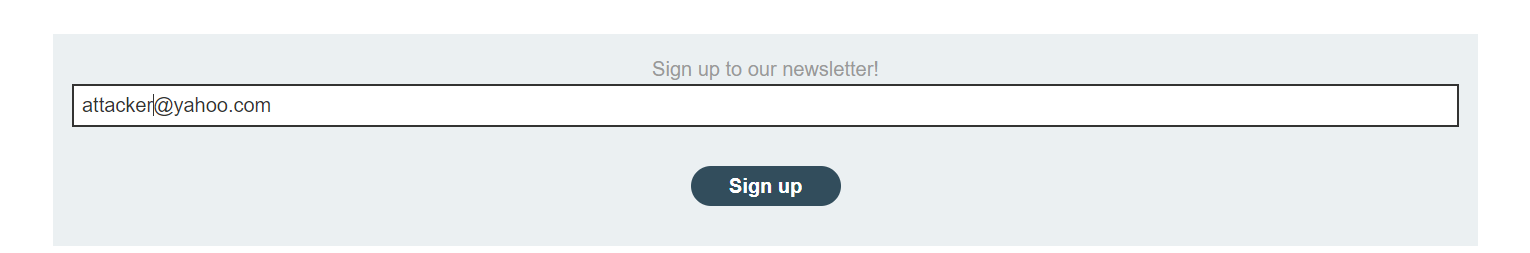 Sign up to our newsletter!
attacker@yahoo.com
Sign up